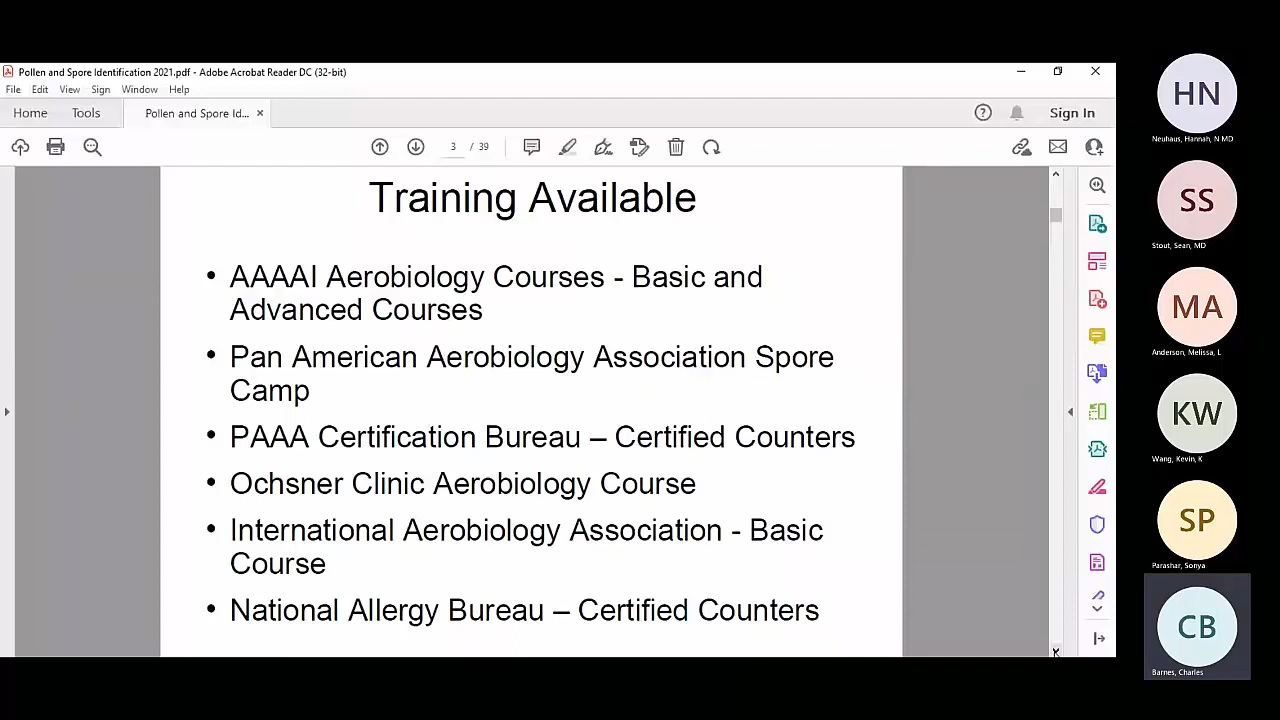 Pollen and Spore Identification 2021.pdf - Adobe Acrobat Reader DC (32-bit)
File Edit View Sign Window Help
Home Tools Pollen and Spore Id... × Sign In
3 / 39
Training Available
• AAAAI Aerobiology Courses - Basic and
Advanced Courses
• Pan American Aerobiology Association Spore
Camp
• PAAA Certification Bureau – Certified Counters
• Ochsner Clinic Aerobiology Course
• International Aerobiology Association - Basic
Course
• National Allergy Bureau – Certified Counters
HN
Neuhaus, Hannah, N MD
SS
Stout, Sean, MD
MA
Anderson, Melissa, L
KW
Wang, Kevin, K
SP
Parashar, Sonya
CB
Barnes, Charles